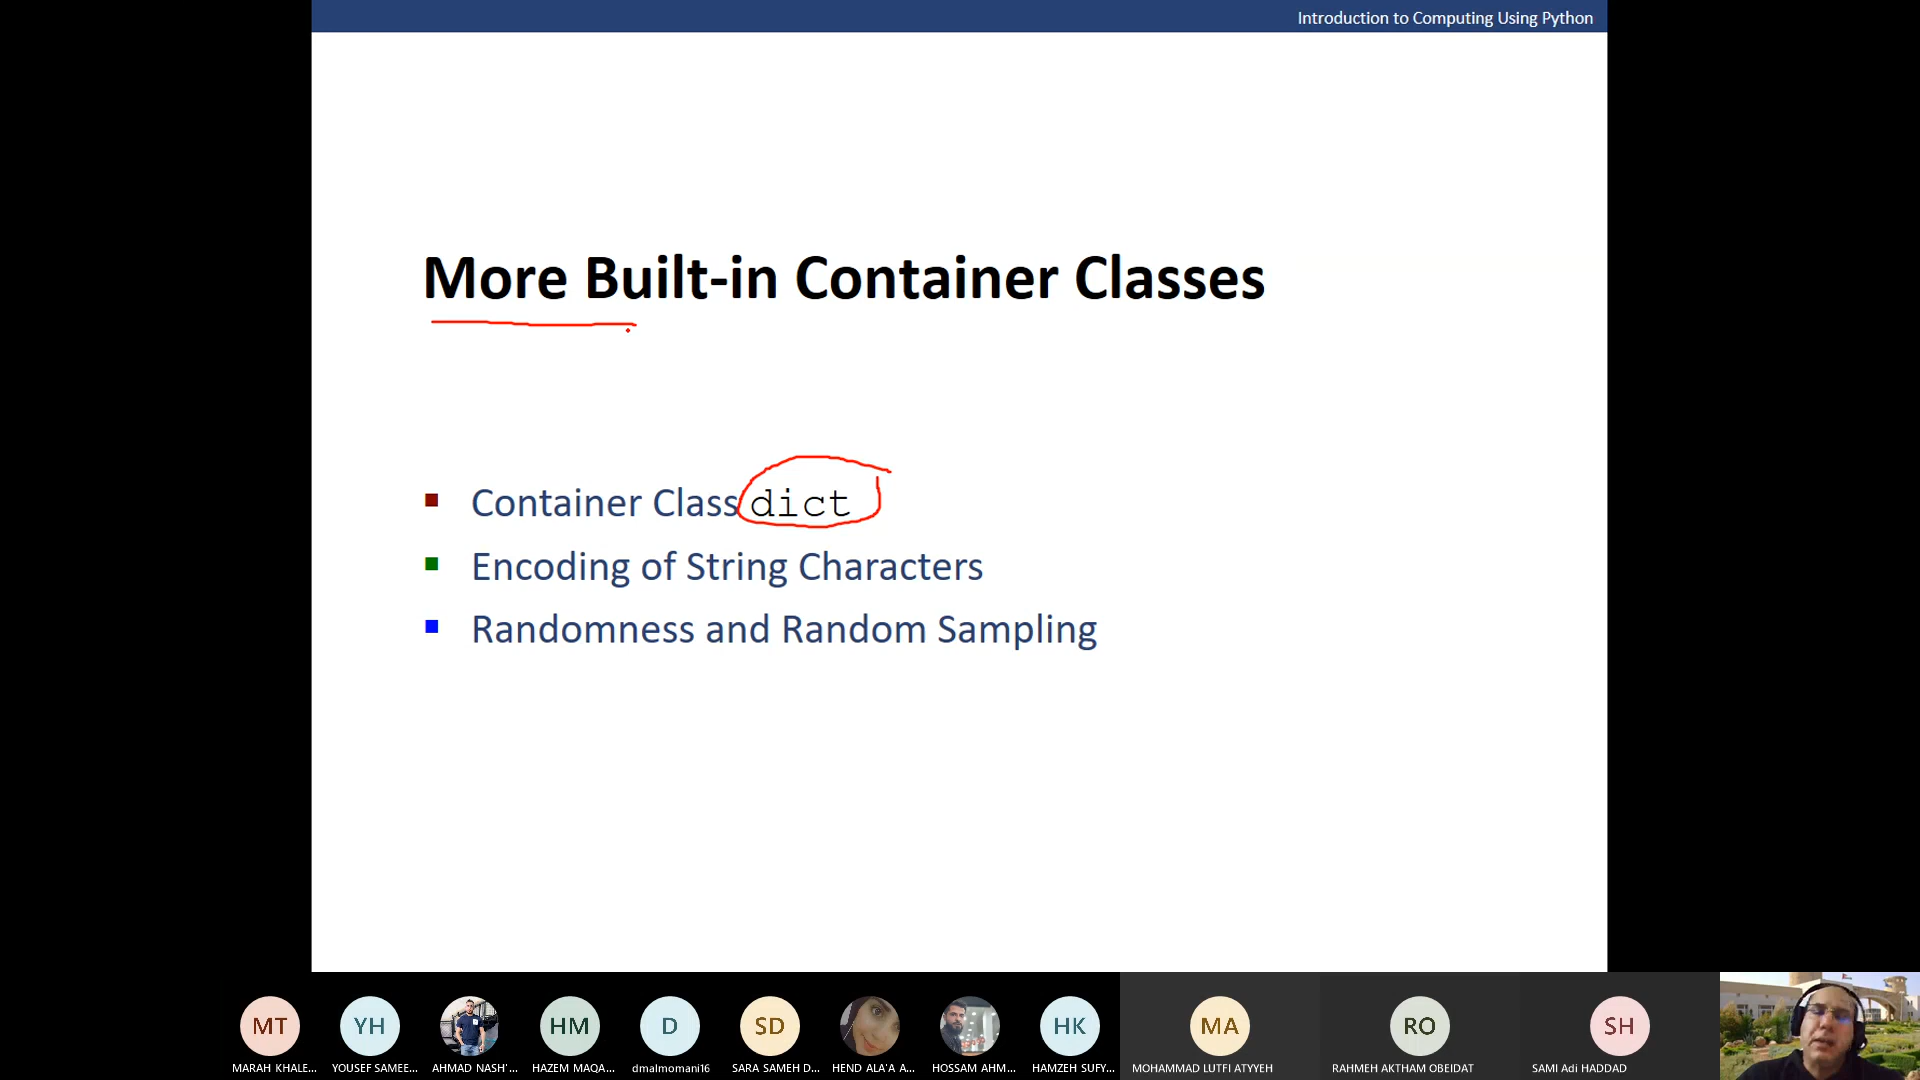 Introduction to Computing Using Python
More Built-in Container Classes
Container Class dict
Encoding of String Characters
Randomness and Random Sampling
MT YH HM D SD HK MA RO SH
MARAH KHALE... YOUSEF SAMEE... AHMAD NASH'... HAZEM MAQA... dmalmomani16 SARA SAMEH D... HEND ALA'A A... HOSSAM AHM... HAMZEH SUFY... MOHAMMAD LUTFI ATYYEH RAHMEH AKTHAM OBEIDAT SAMI Adi HADDAD